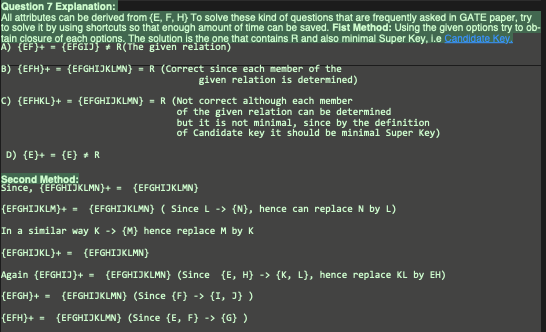 Question 7 Explanation:
All attributes can be derived from {E, F, H} To solve these kind of questions that are frequently asked in GATE paper, try
to solve it by using shortcuts so that enough amount of time can be saved. Fist Method: Using the given options try to ob-
tain closure of each options. The solution is the one that contains R and also minimal Super Key, i.e Candidate Key.
A) {EF}+ = {EFGIJ} ≠ R(The given relation)
B) {EFH}+ = {EFGHIJKLMN} = R (Correct since each member of the
given relation is determined)
C) {EFHKL}+ = {EFGHIJKLMN} = R (Not correct although each member
of the given relation can be determined
but it is not minimal, since by the definition
of Candidate key it should be minimal Super Key)
D) {E}+ = {E} ≠ R
Second Method:
Since, {EFGHIJKLMN}+ = {EFGHIJKLMN}
{EFGHIJKLM}+ = {EFGHIJKLMN} ( Since L -> {N}, hence can replace N by L)
In a similar way K -> {M} hence replace M by K
{EFGHIJKL}+ = {EFGHIJKLMN}
Again {EFGHIJ}+ = {EFGHIJKLMN} (Since {E, H} -> {K, L}, hence replace KL by EH)
{EFGH}+ = {EFGHIJKLMN} (Since {F} -> {I, J} )
{EFH}+ = {EFGHIJKLMN} (Since {E, F} -> {G} )